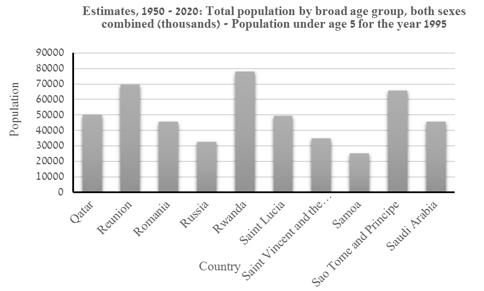 Estimates, 1950 - 2020: Total population by broad age group, both sexes
combined (thousands) - Population under age 5 for the year 1995
90000
80000
70000
60000
50000
40000
30000
20000
10000
0
Population
Qatar
Reunion
Romania
Russia
Rwanda
Saint Lucia
Saint Vincent and the…
Samoa
Sao Tome and Principe
Saudi Arabia
Country